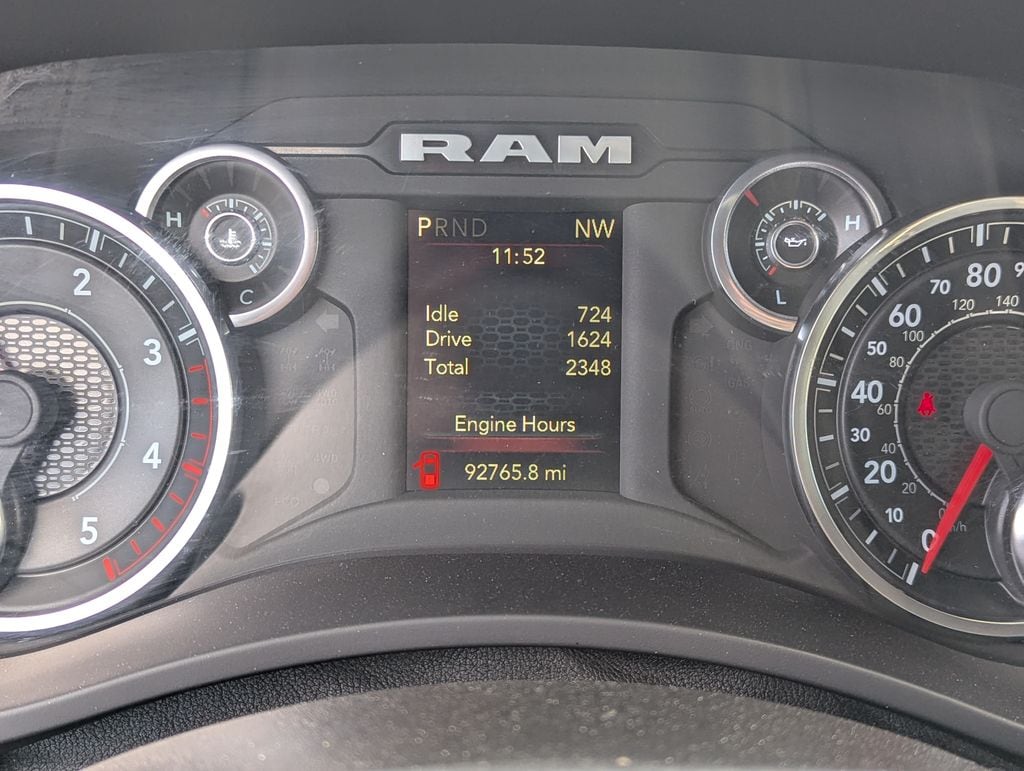 RAM
PRND NW
11:52
Idle 724
Drive 1624
Total 2348
Engine Hours
92765.8 mi
H
C
H
L
2
3
4
5
80
70
60
50
40
30
20
10
0
140
120
100
80
60
40
20